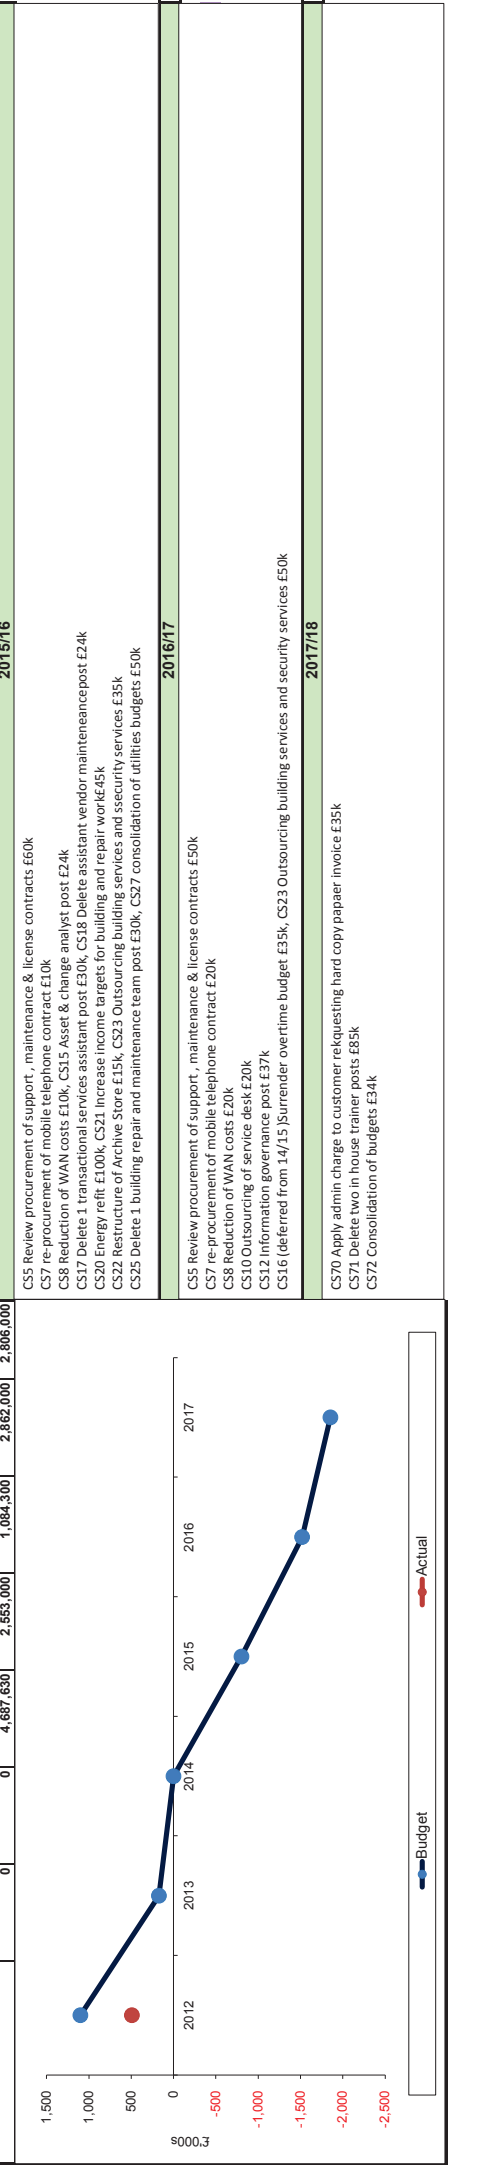 0| 0| 4,687,630| 2,553,000| 1,084,300| 2,862,000| 2,806,000
1,500
1,000
500
0
-500
-1,000
-1,500
-2,000
-2,500
£'000s
2012 2013 2014 2015 2016 2017
Budget Actual
2015/16
CS5 Review procurement of support , maintenance & license contracts £60k
CS7 re-procurement of mobile telephone contract £10k
CS8 Reduction of WAN costs £10k, CS15 Asset & change analyst post £24k
CS17 Delete 1 transactional services assistant post £30k, CS18 Delete assistant vendor mainteneancepost £24k
CS20 Energy refit £100k, CS21 Increase income targets for building and repair work£45k
CS22 Restructure of Archive Store £15k, CS23 Outsourcing building services and ssecurity services £35k
CS25 Delete 1 building repair and maintenance team post £30k, CS27 consolidation of utilities budgets £50k
2016/17
CS5 Review procurement of support , maintenance & license contracts £50k
CS7 re-procurement of mobile telephone contract £20k
CS8 Reduction of WAN costs £20k
CS10 Outsourcing of service desk £20k
CS12 Information governance post £37k
CS16 (deferred from 14/15 )Surrender overtime budget £35k, CS23 Outsourcing building services and security services £50k
2017/18
CS70 Apply admin charge to customer rekquesting hard copy papaer invoice £35k
CS71 Delete two in house trainer posts £85k
CS72 Consolidation of budgets £34k